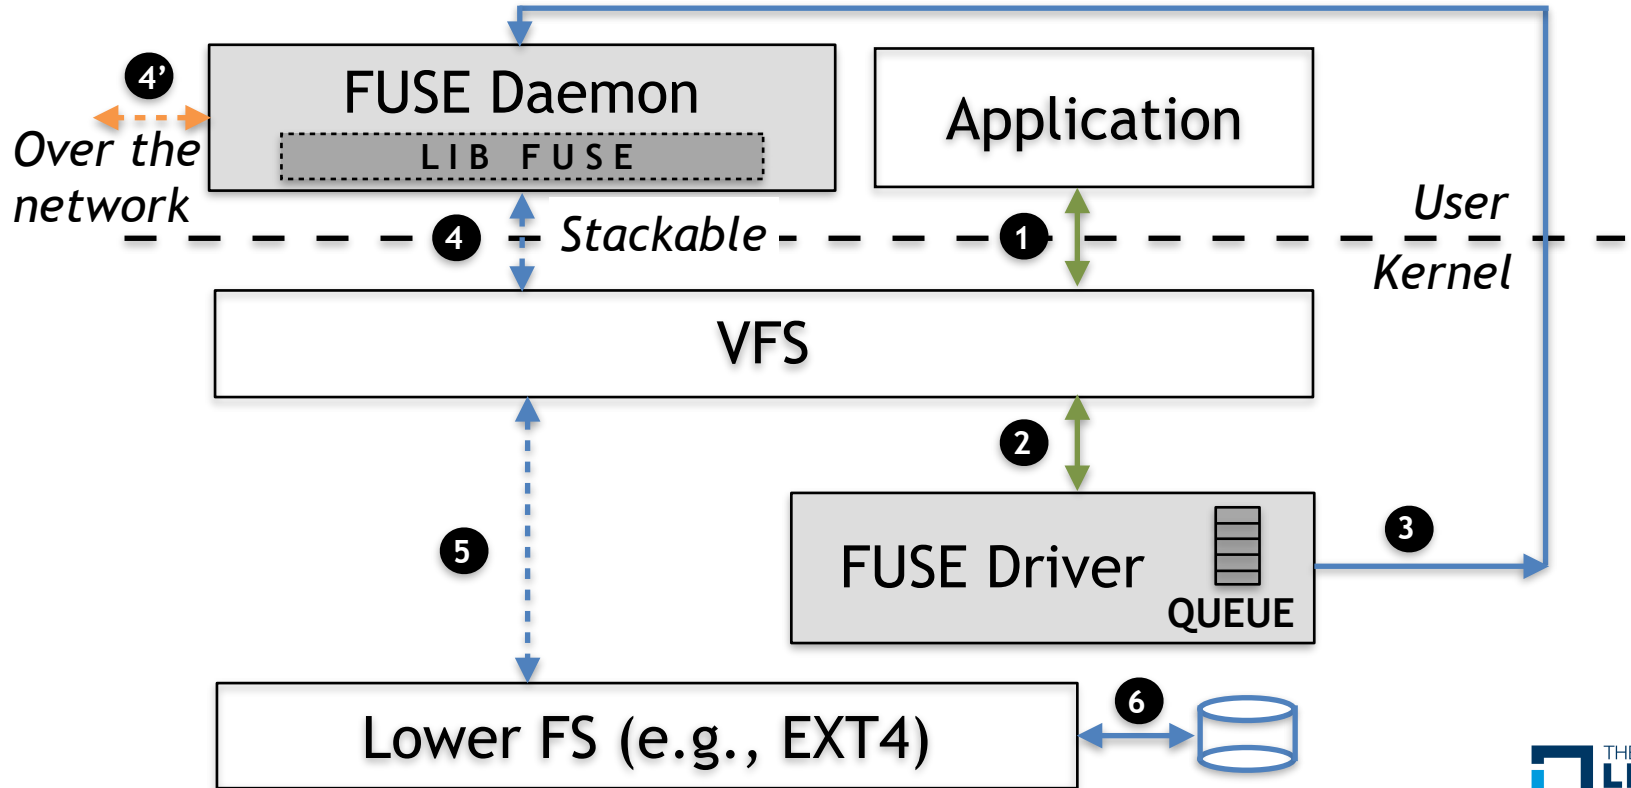 4’
FUSE Daemon
Application
Over the
network
LIB FUSE
User
4
Stackable
1
Kernel
VFS
2
3
5
FUSE Driver
QUEUE
6
Lower FS (e.g., EXT4)
THE